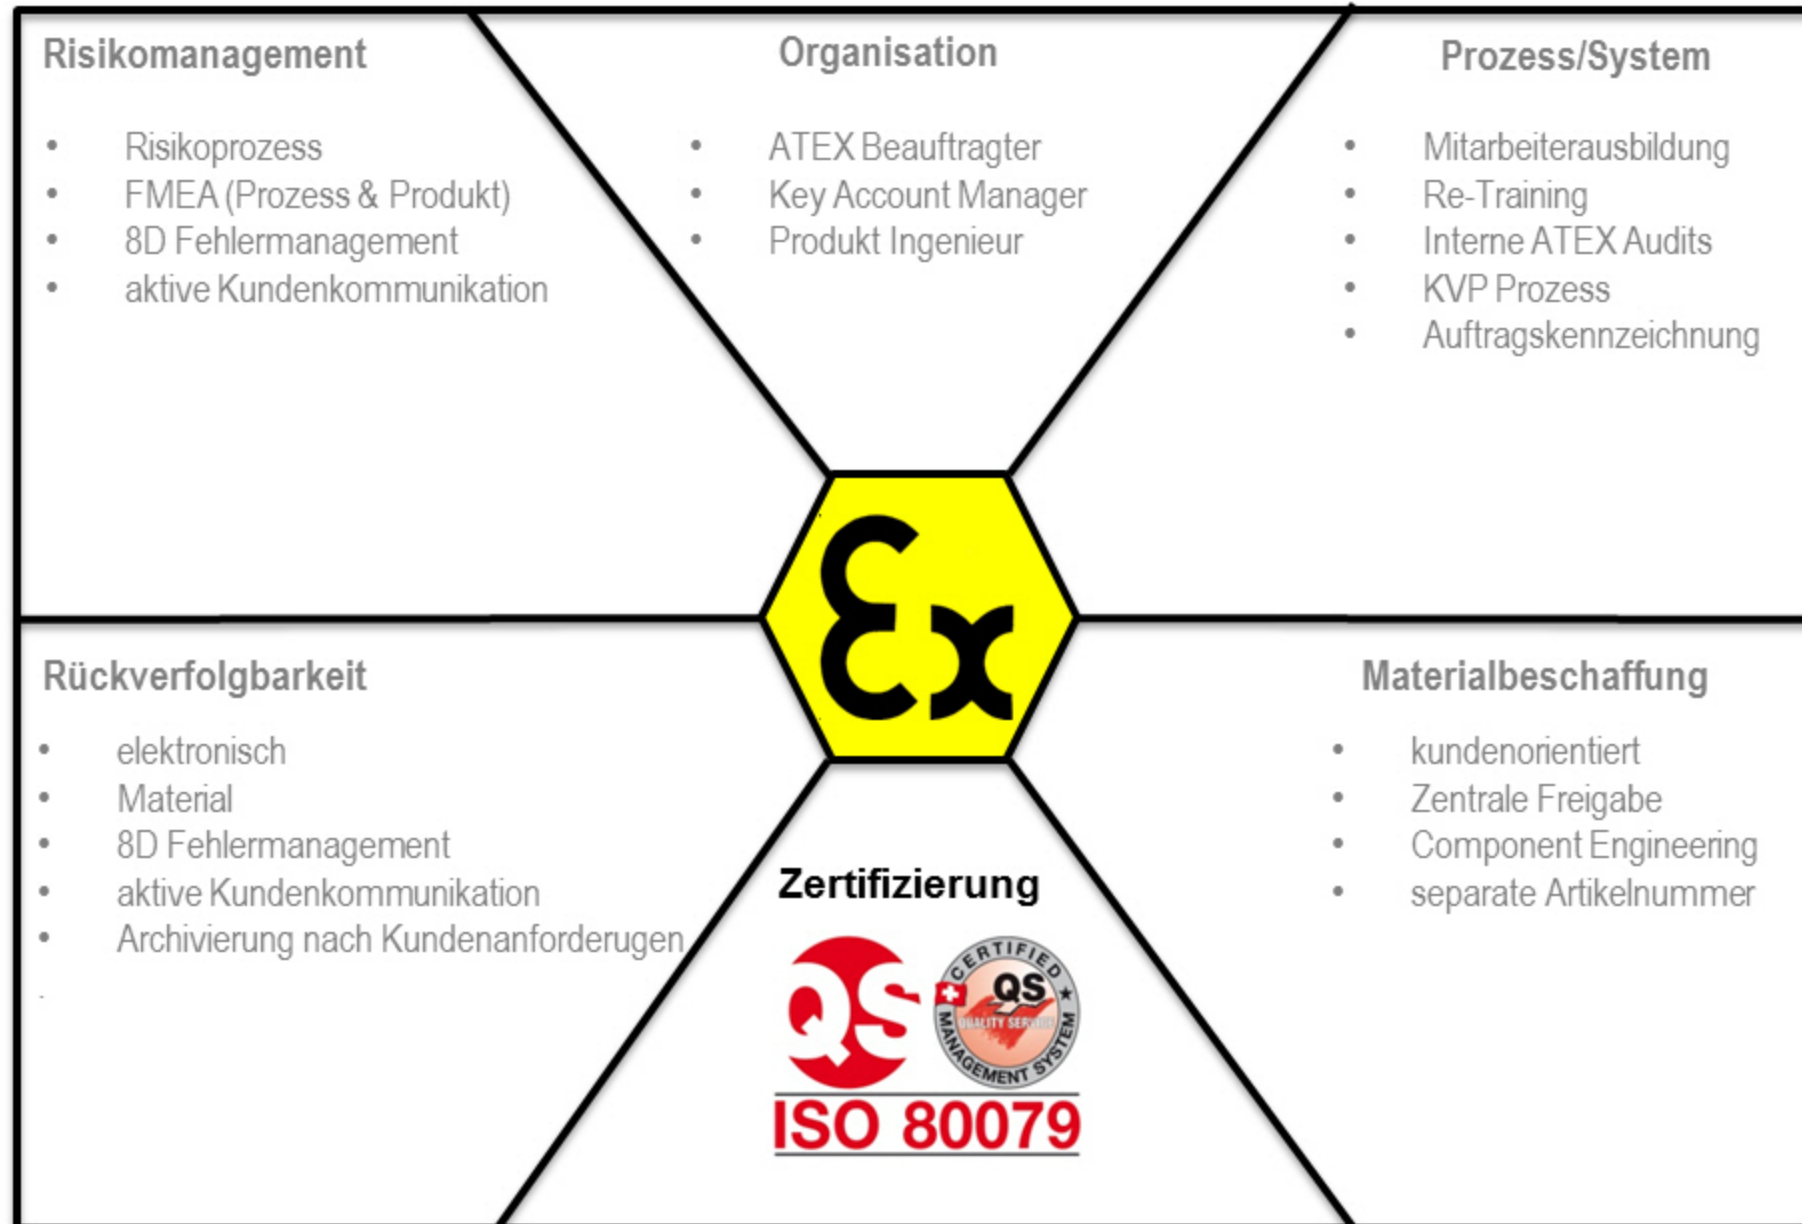 Risikomanagement
• Risikoprozess
• FMEA (Prozess & Produkt)
• 8D Fehlermanagement
• aktive Kundenkommunikation
Organisation
• ATEX Beauftragter
• Key Account Manager
• Produkt Ingenieur
Prozess/System
• Mitarbeiterausbildung
• Re-Training
• Interne ATEX Audits
• KVP Prozess
• Auftragskennzeichnung
Ex
Rückverfolgbarkeit
• elektronisch
• Material
• 8D Fehlermanagement
• aktive Kundenkommunikation
• Archivierung nach Kundenanforderugen
Zertifizierung
QS
CERTIFIED
QS
QUALITY SERVICE
MANAGEMENT SYSTEM
ISO 80079
Materialbeschaffung
• kundenorientiert
• Zentrale Freigabe
• Component Engineering
• separate Artikelnummer